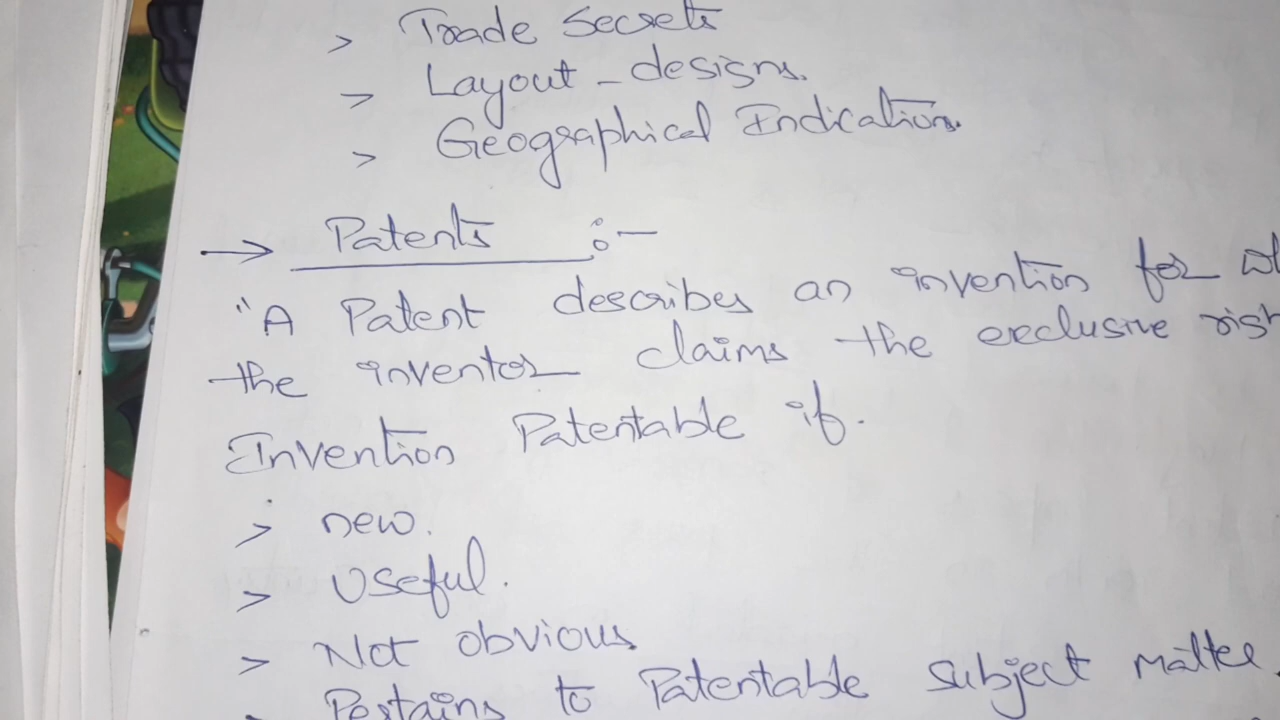 > Trade Secrets
> Layout - designs.
> Geographical Indication.
→ Patents :-
"A Patent describes an invention for
the inventor claims the exclusive
Invention Patentable if.
> new.
> Useful.
> Not obvious
Pertains to Patentable subject matter